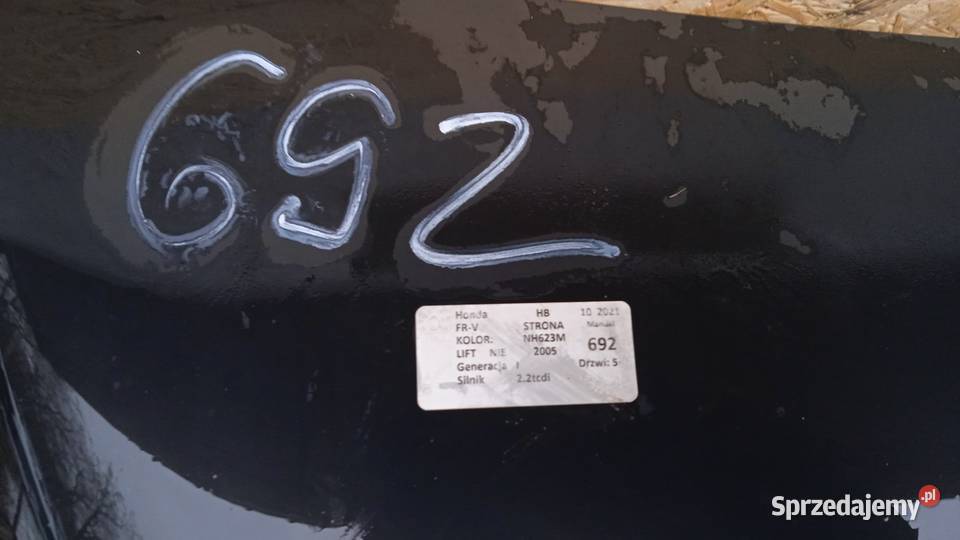 692
Honda HB 10 2021
FR-V STRONA Manual
KOLOR: NH623M 692
LIFT NIE 2005
Generacja I Drzwi: 5
Silnik 2.2tcdi
Sprzedajemy.pl